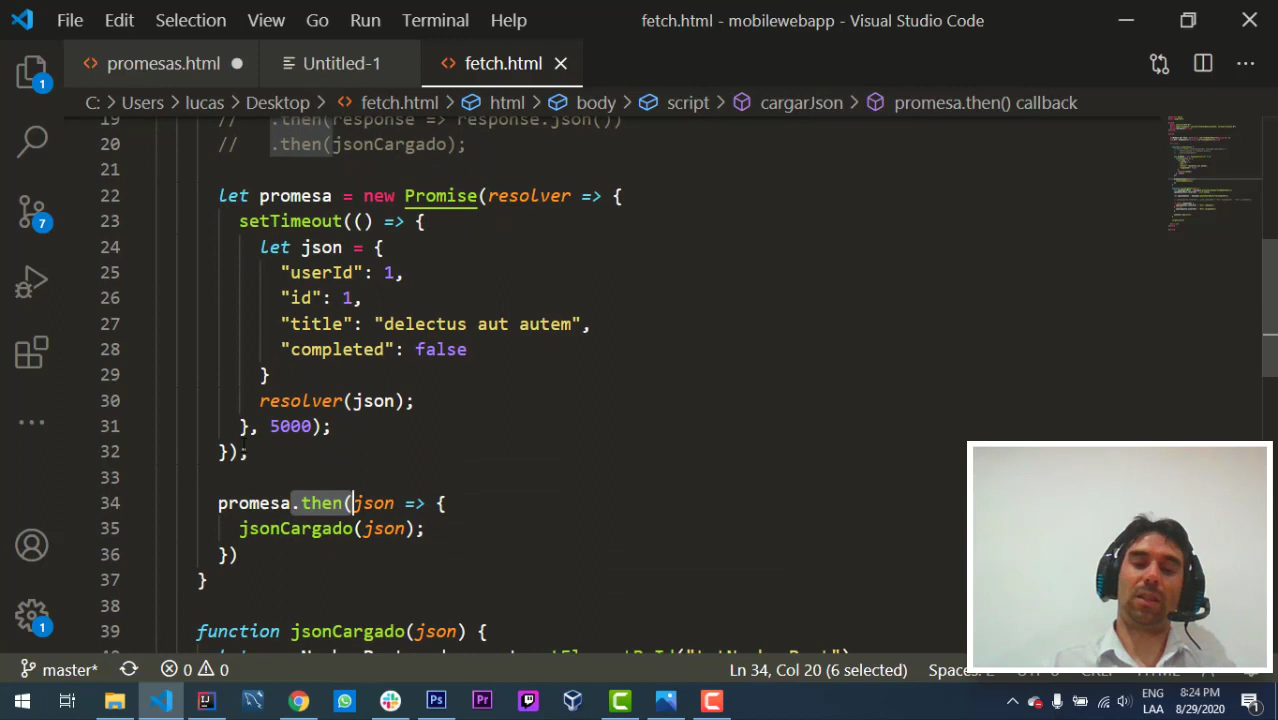 File Edit Selection View Go Run Terminal Help fetch.html - mobilewebapp - Visual Studio Code
promesas.html Untitled-1 fetch.html
C: > Users > lucas > Desktop > fetch.html > html > body > script > cargarJson > promesa.then() callback
19 // .then(response => response.json())
20 // .then(jsonCargado);
21
22 let promesa = new Promise(resolver => {
23 setTimeout(() => {
24 let json = {
25 "userId": 1,
26 "id": 1,
27 "title": "delectus aut autem",
28 "completed": false
29 }
30 resolver(json);
31 }, 5000);
32 });
33
34 promesa.then(json => {
35 jsonCargado(json);
36 })
37 }
38
39 function jsonCargado(json) {
1
7
1
master* 0 0 Ln 34, Col 20 (6 selected)
ENG 8:24 PM
LAA 8/29/2020